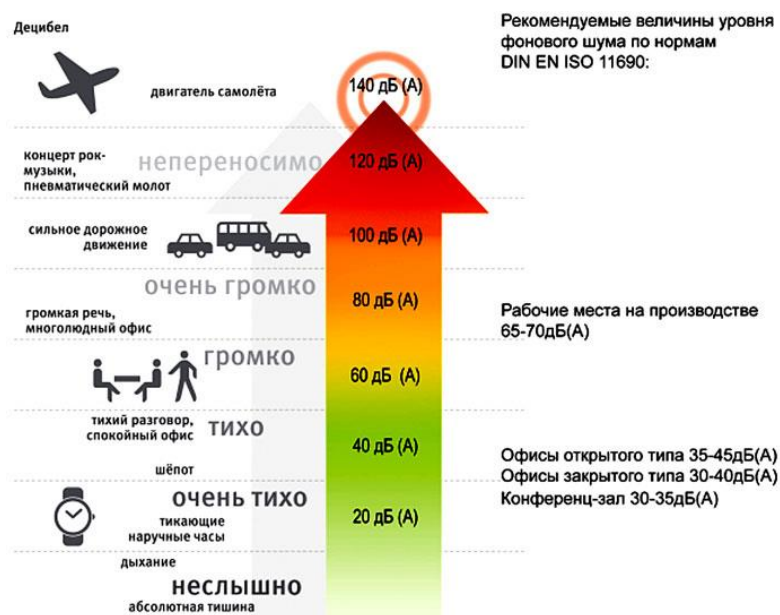 Децибел
Рекомендуемые величины уровня
фонового шума по нормам
DIN EN ISO 11690:
двигатель самолёта
140 дБ (А)
концерт рок-
музыки,
пневматический молот
непереносимо
120 дБ (А)
сильное дорожное
движение
100 дБ (А)
очень громко
80 дБ (А)
громкая речь,
многолюдный офис
Рабочие места на производстве
65-70дБ(А)
громко
60 дБ (А)
тихий разговор,
спокойный офис
тихо
40 дБ (А)
шёпот
Офисы открытого типа 35-45дБ(А)
Офисы закрытого типа 30-40дБ(А)
Конференц-зал 30-35дБ(А)
очень тихо
20 дБ (А)
тикающие
наручные часы
дыхание
неслышно
абсолютная тишина